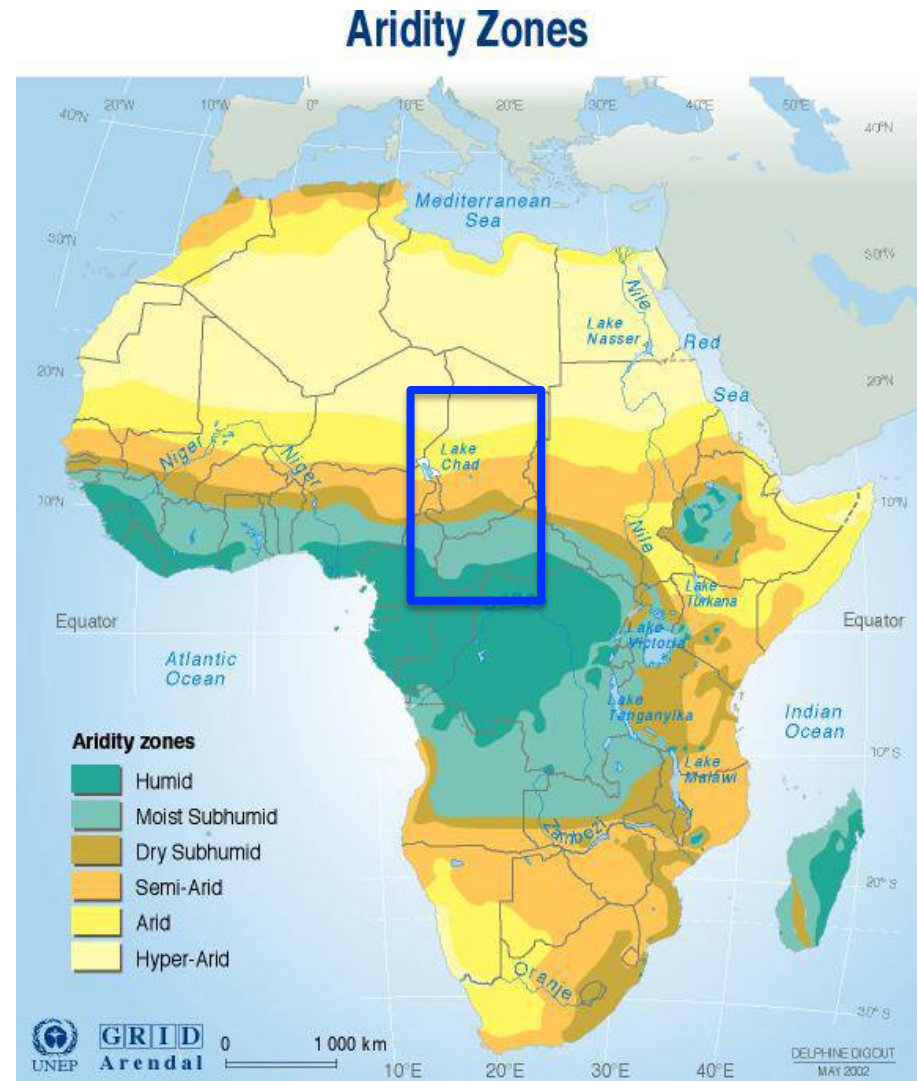 Aridity Zones
20°W
10°W
0°
10°E
20°E
30°E
40°E
50°E
40°N
40°N
Mediterranean
Sea
30°N
30°N
Nile
Lake
Nasser
Red
Sea
20°N
20°N
Lake
Chad
Niger
Niger
10°N
10°N
Nile
Lake
Turkana
Equator
Equator
Lake
Victoria
Atlantic
Ocean
Lake
Tanganyika
Indian
Ocean
10° S
Lake
Malawi
Zambezi
20° S
Oranje
30° S
Aridity zones
Humid
Moist Subhumid
Dry Subhumid
Semi-Arid
Arid
Hyper-Arid
UNEP
GRID
Arendal
0 1 000 km
10°E
20°E
30°E
40°E
DELPHINE DIGOUT
MAY 2002